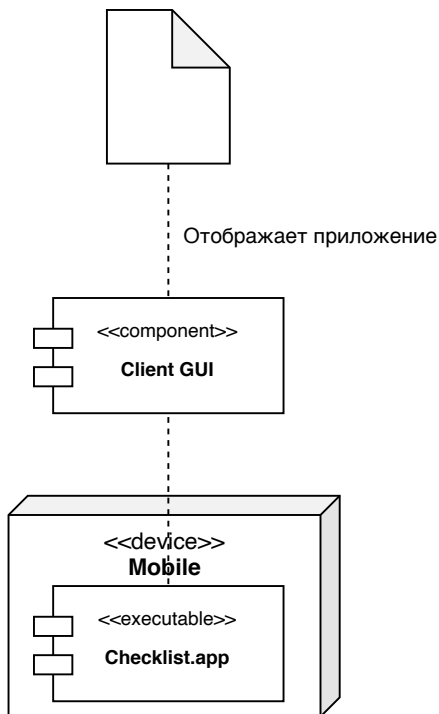 Отображает приложение
<<component>>
Client GUI
<<device>>
Mobile
<<executable>>
Checklist.app